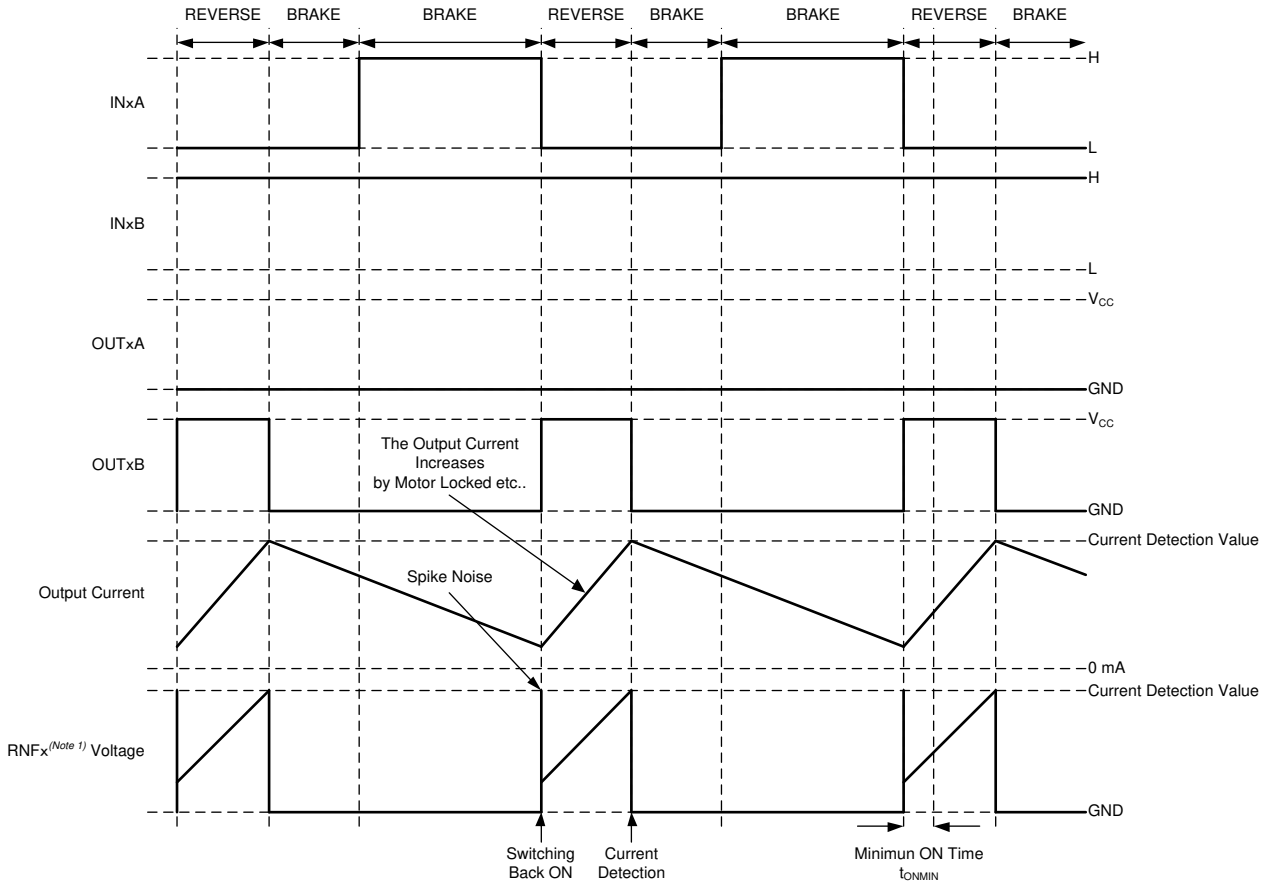 REVERSE BRAKE BRAKE REVERSE BRAKE BRAKE REVERSE BRAKE
H
INxA
L
H
INxB
L
VCC
OUTxA
GND
VCC
The Output Current
Increases
by Motor Locked etc..
OUTxB
GND
Current Detection Value
Spike Noise
Output Current
0 mA
Current Detection Value
RNFx(Note 1) Voltage
GND
Switching
Back ON
Current
Detection
Minimun ON Time
tONMIN